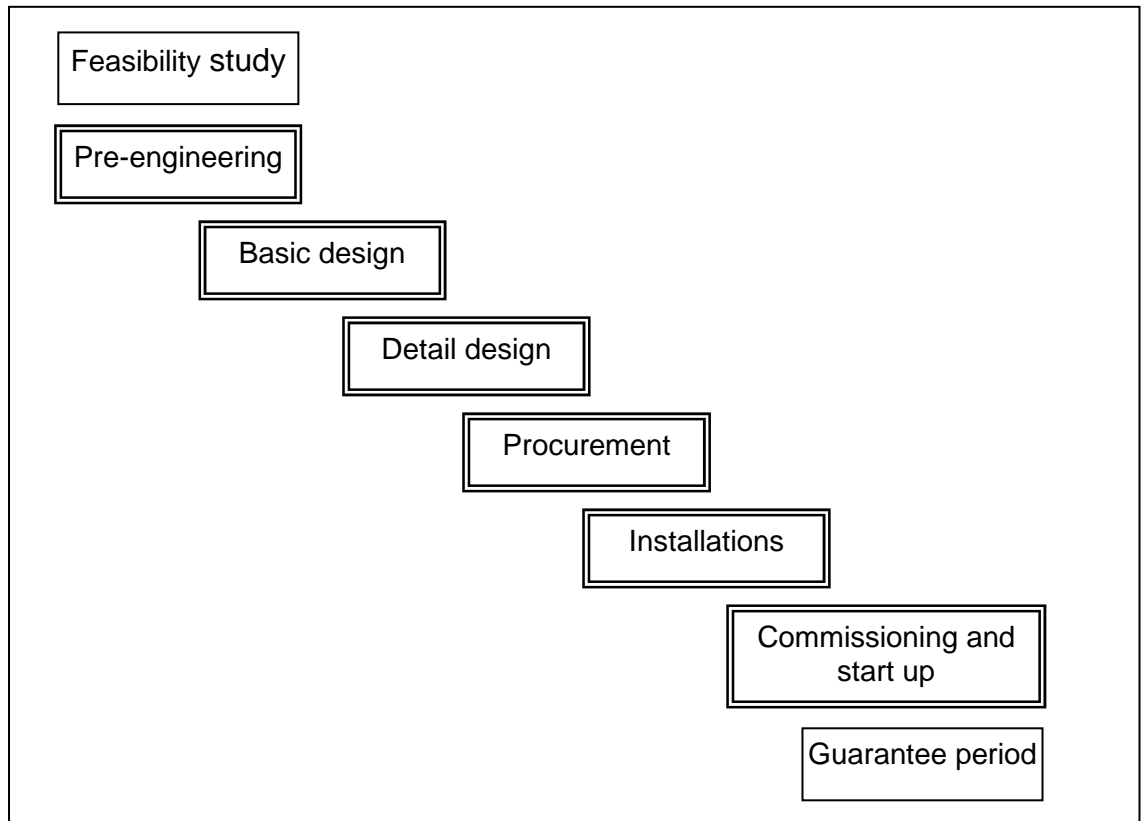 Feasibility study
Pre-engineering
Basic design
Detail design
Procurement
Installations
Commissioning and
start up
Guarantee period